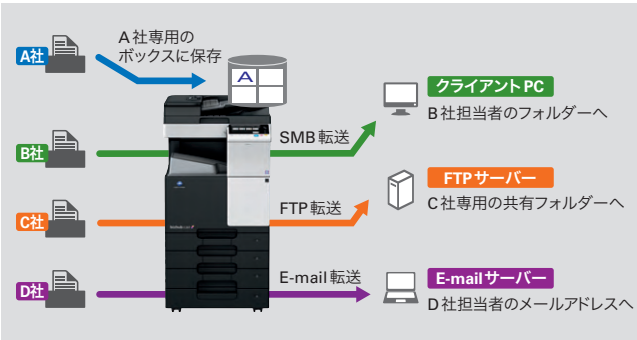 A社
A社専用の
ボックスに保存
A
B社
SMB転送
クライアントPC
B社担当者のフォルダーへ
C社
FTP転送
FTPサーバー
C社専用の共有フォルダーへ
D社
E-mail転送
E-mailサーバー
D社担当者のメールアドレスへ